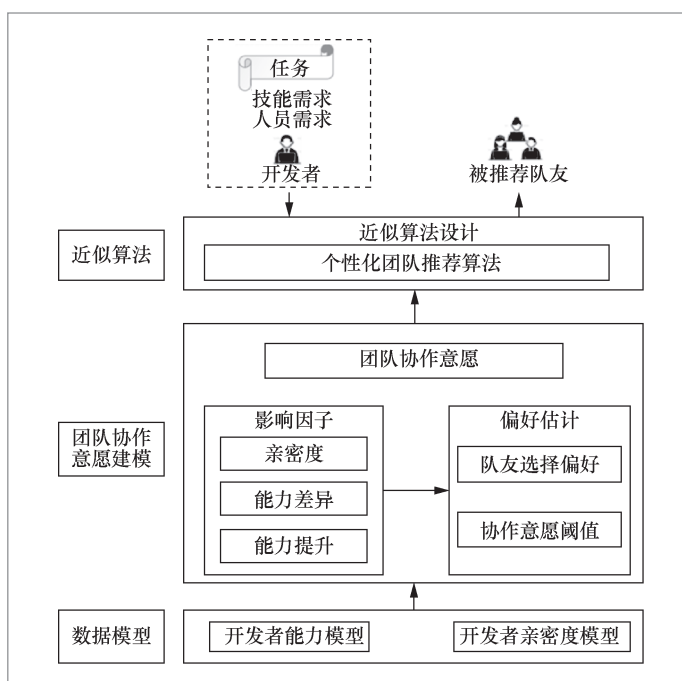 任务
技能需求
人员需求
开发者
被推荐队友
近似算法
近似算法设计
个性化团队推荐算法
团队协作意愿
团队协作
意愿建模
影响因子
亲密度
能力差异
能力提升
偏好估计
队友选择偏好
协作意愿阈值
数据模型
开发者能力模型
开发者亲密度模型